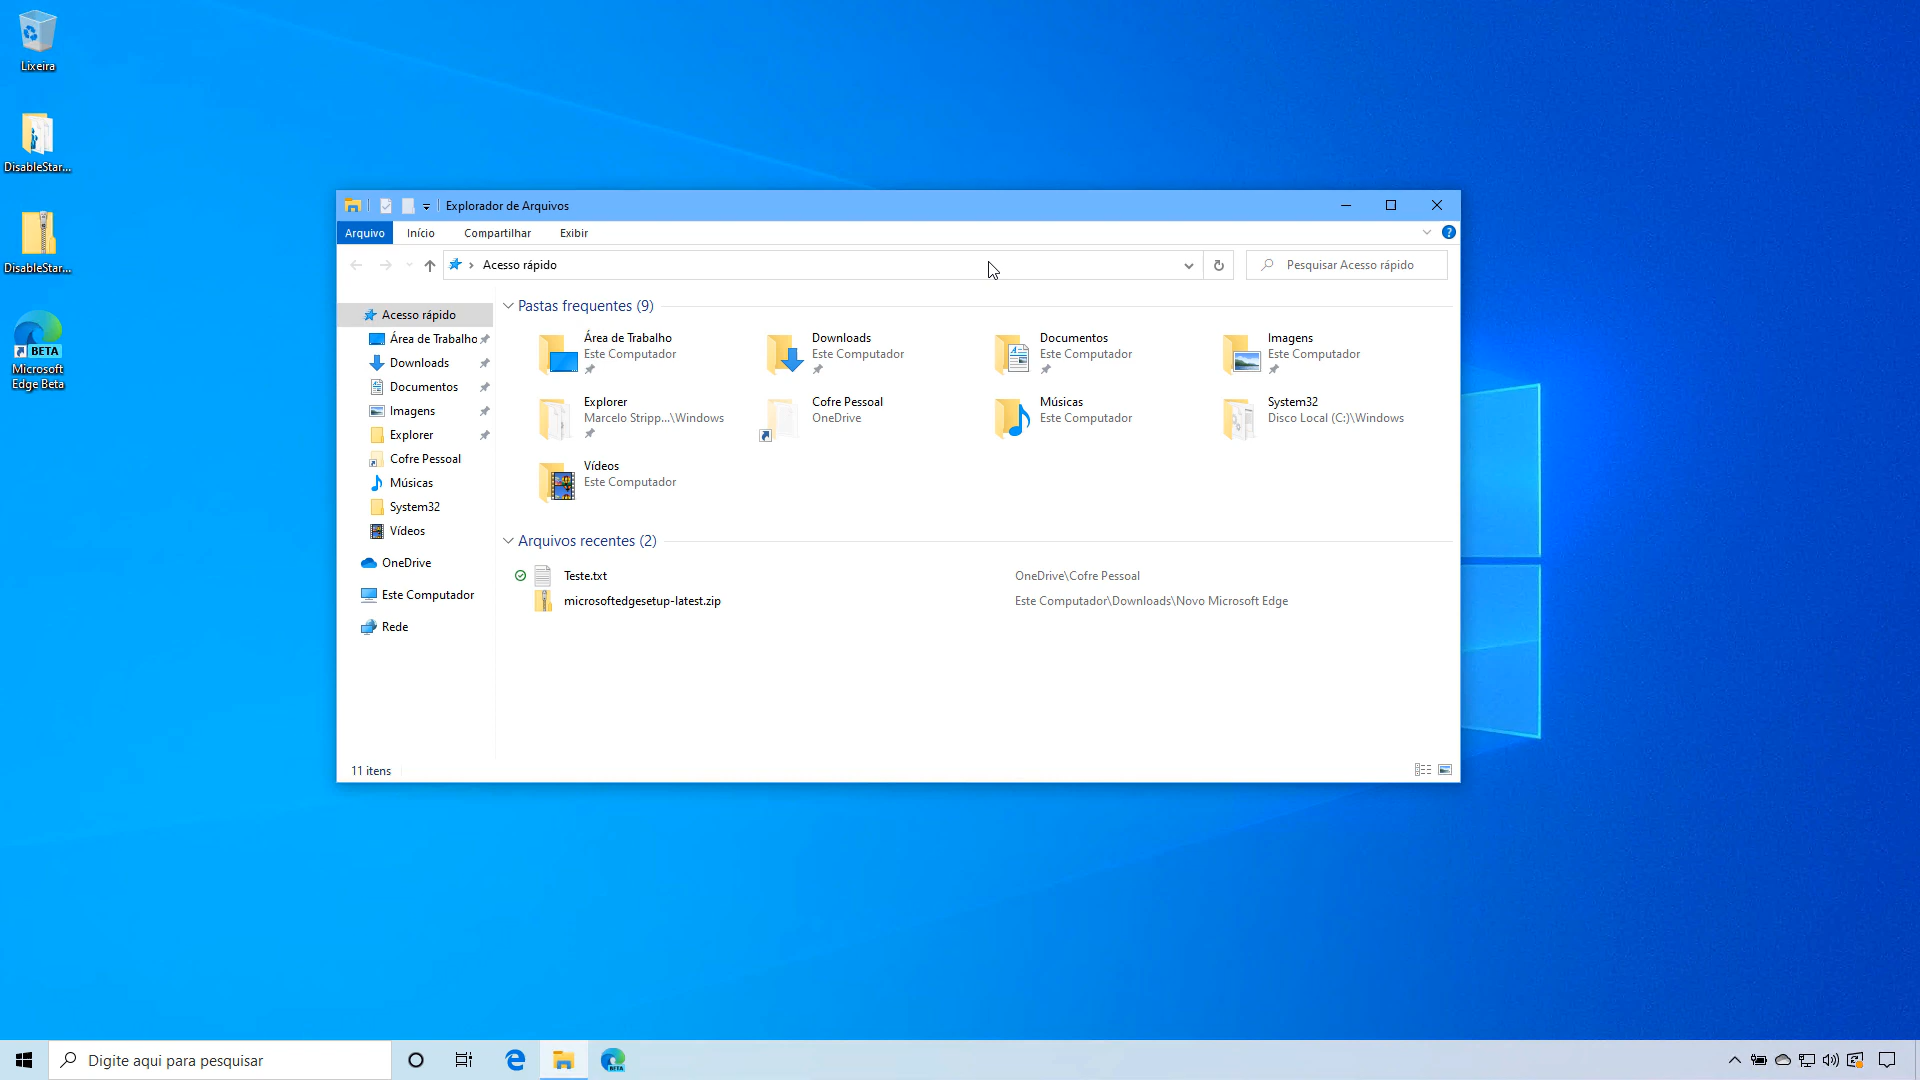 Lixeira
DisableStar...
DisableStar...
BETA
Microsoft
Edge Beta
Explorador de Arquivos
Arquivo
Início
Compartilhar
Exibir
?
Acesso rápido
Pesquisar Acesso rápido
Acesso rápido
Área de Trabalho
Downloads
Documentos
Imagens
Explorer
Cofre Pessoal
Músicas
System32
Vídeos
OneDrive
Este Computador
Rede
Pastas frequentes (9)
Área de Trabalho
Este Computador
Downloads
Este Computador
Documentos
Este Computador
Imagens
Este Computador
Explorer
Marcelo Stripp...\Windows
Cofre Pessoal
OneDrive
Músicas
Este Computador
System32
Disco Local (C:)\Windows
Vídeos
Este Computador
Arquivos recentes (2)
Teste.txt
OneDrive\Cofre Pessoal
microsoftedgesetup-latest.zip
Este Computador\Downloads\Novo Microsoft Edge
11 itens
Digite aqui para pesquisar
BETA